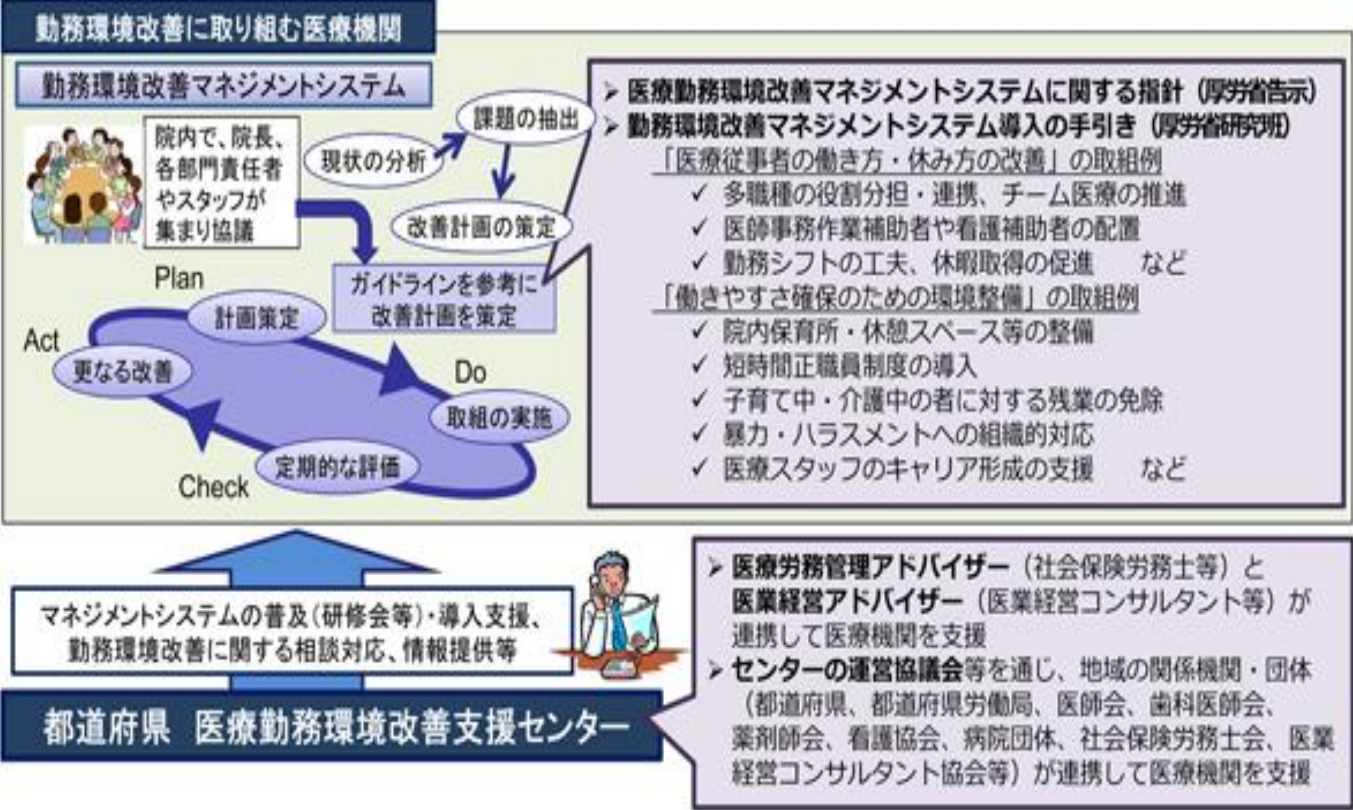 勤務環境改善に取り組む医療機関
勤務環境改善マネジメントシステム
院内で、院長、
各部門責任者
やスタッフが
集まり協議
現状の分析
課題の抽出
改善計画の策定
ガイドラインを参考に
改善計画を策定
Plan
計画策定
Act
更なる改善
Do
取組の実施
Check
定期的な評価
➢ 医療勤務環境改善マネジメントシステムに関する指針（厚労省告示）
➢ 勤務環境改善マネジメントシステム導入の手引き（厚労省研究班）
「医療従事者の働き方・休み方の改善」の取組例
✓ 多職種の役割分担・連携、チーム医療の推進
✓ 医師事務作業補助者や看護補助者の配置
✓ 勤務シフトの工夫、休暇取得の促進　など
「働きやすさ確保のための環境整備」の取組例
✓ 院内保育所・休憩スペース等の整備
✓ 短時間正職員制度の導入
✓ 子育て中・介護中の者に対する残業の免除
✓ 暴力・ハラスメントへの組織的対応
✓ 医療スタッフのキャリア形成の支援　など
マネジメントシステムの普及（研修会等）・導入支援、
勤務環境改善に関する相談対応、情報提供等
都道府県　医療勤務環境改善支援センター
➢ 医療労務管理アドバイザー（社会保険労務士等）と
医業経営アドバイザー（医業経営コンサルタント等）が
連携して医療機関を支援
➢ センターの運営協議会等を通じ、地域の関係機関・団体
（都道府県、都道府県労働局、医師会、歯科医師会、
薬剤師会、看護協会、病院団体、社会保険労務士会、医業
経営コンサルタント協会等）が連携して医療機関を支援